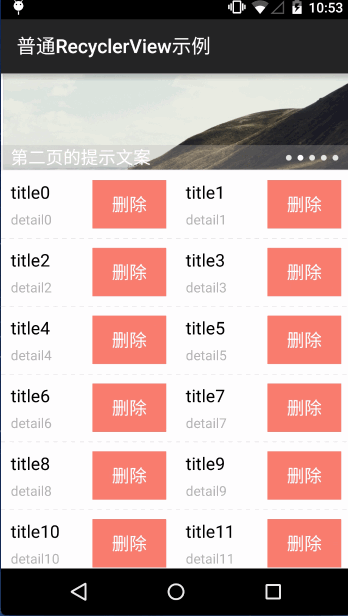 10:53
普通RecyclerView示例
第二页的提示文案
title0 删除 title1 删除
detail0 detail1
title2 删除 title3 删除
detail2 detail3
title4 删除 title5 删除
detail4 detail5
title6 删除 title7 删除
detail6 detail7
title8 删除 title9 删除
detail8 detail9
title10 删除 title11 删除
detail10 detail11